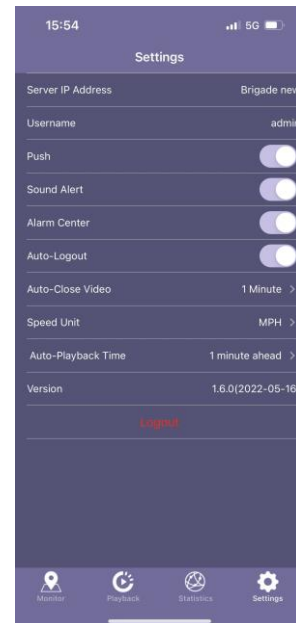 15:54 5G
Settings
Server IP Address Brigade new
Username admin
Push
Sound Alert
Alarm Center
Auto-Logout
Auto-Close Video 1 Minute >
Speed Unit MPH >
Auto-Playback Time 1 minute ahead >
Version 1.6.0(2022-05-16
Logout
Monitor Playback Statistics Settings